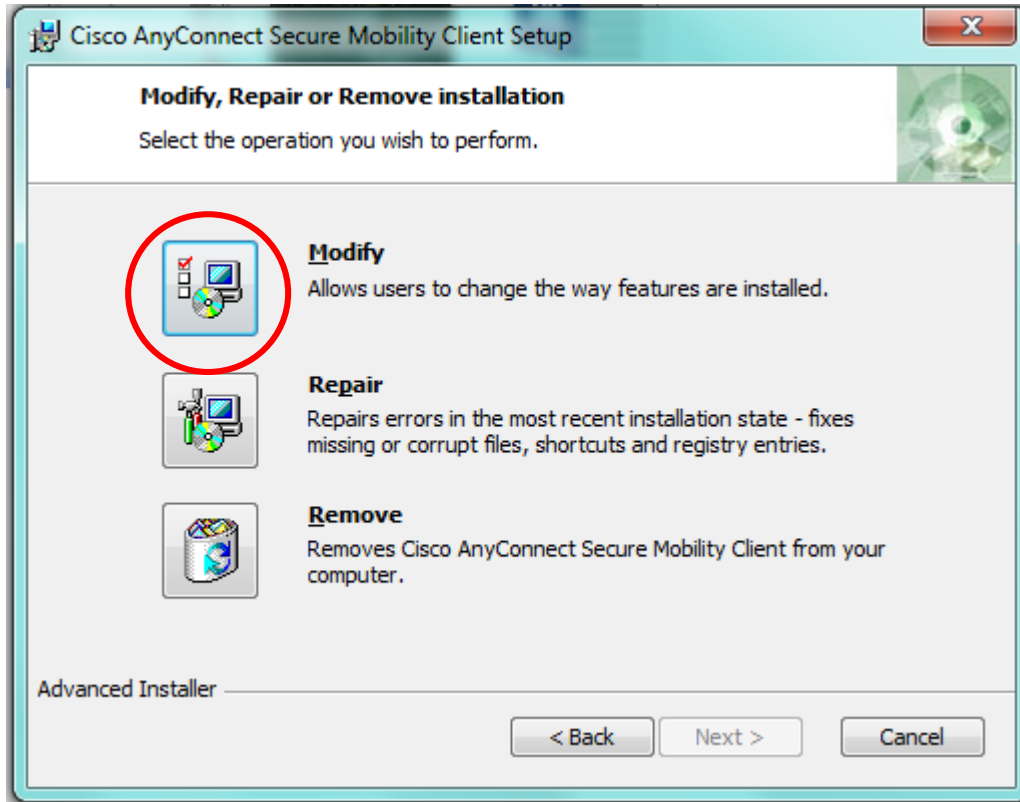 Cisco AnyConnect Secure Mobility Client Setup
Modify, Repair or Remove installation
Select the operation you wish to perform.
Modify
Allows users to change the way features are installed.
Repair
Repairs errors in the most recent installation state - fixes
missing or corrupt files, shortcuts and registry entries.
Remove
Removes Cisco AnyConnect Secure Mobility Client from your
computer.
Advanced Installer
< Back
Next >
Cancel